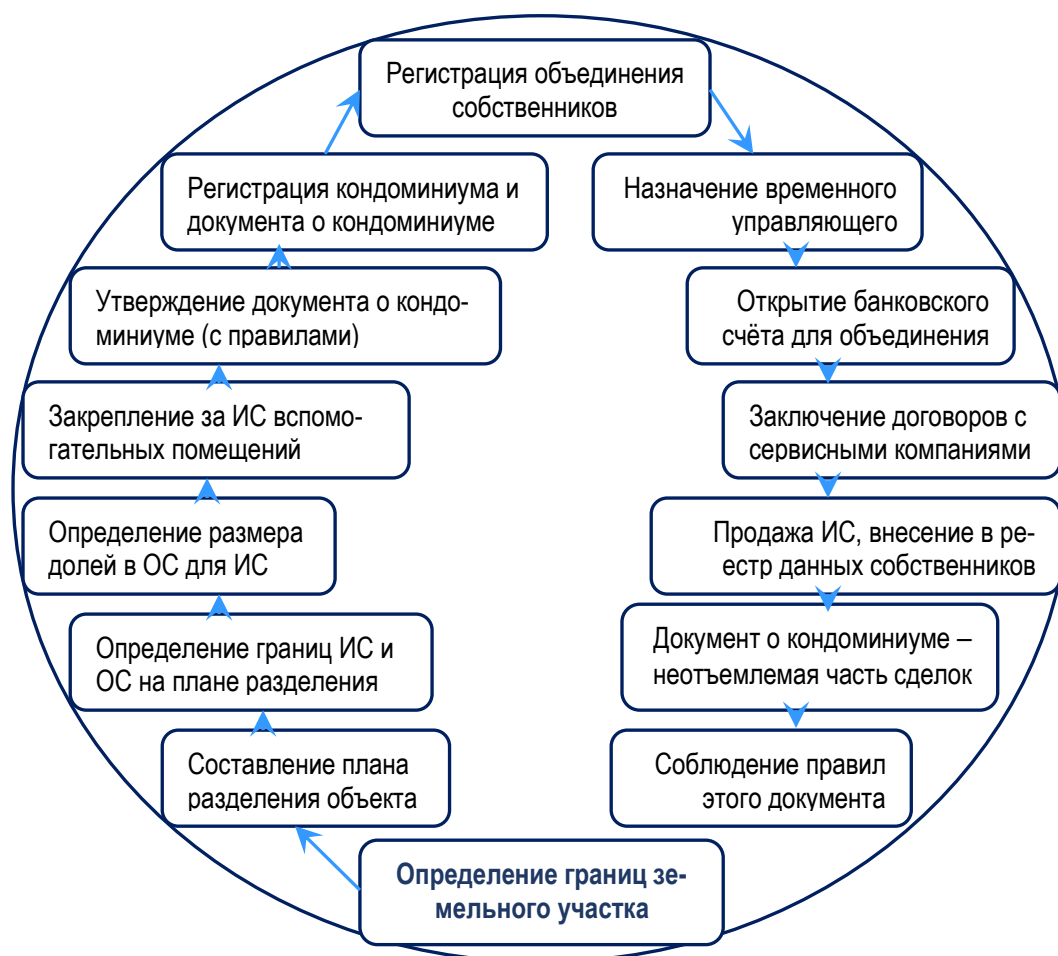 Регистрация объединения
собственников
Регистрация кондоминиума и
документа о кондоминиуме
Назначение временного
управляющего
Утверждение документа о кондо-
миниуме (с правилами)
Открытие банковского
счёта для объединения
Закрепление за ИС вспомо-
гательных помещений
Заключение договоров с
сервисными компаниями
Определение размера
долей в ОС для ИС
Продажа ИС, внесение в ре-
естр данных собственников
Определение границ ИС и
ОС на плане разделения
Документ о кондоминиуме –
неотъемлемая часть сделок
Составление плана
разделения объекта
Соблюдение правил
этого документа
Определение границ зе-
мельного участка